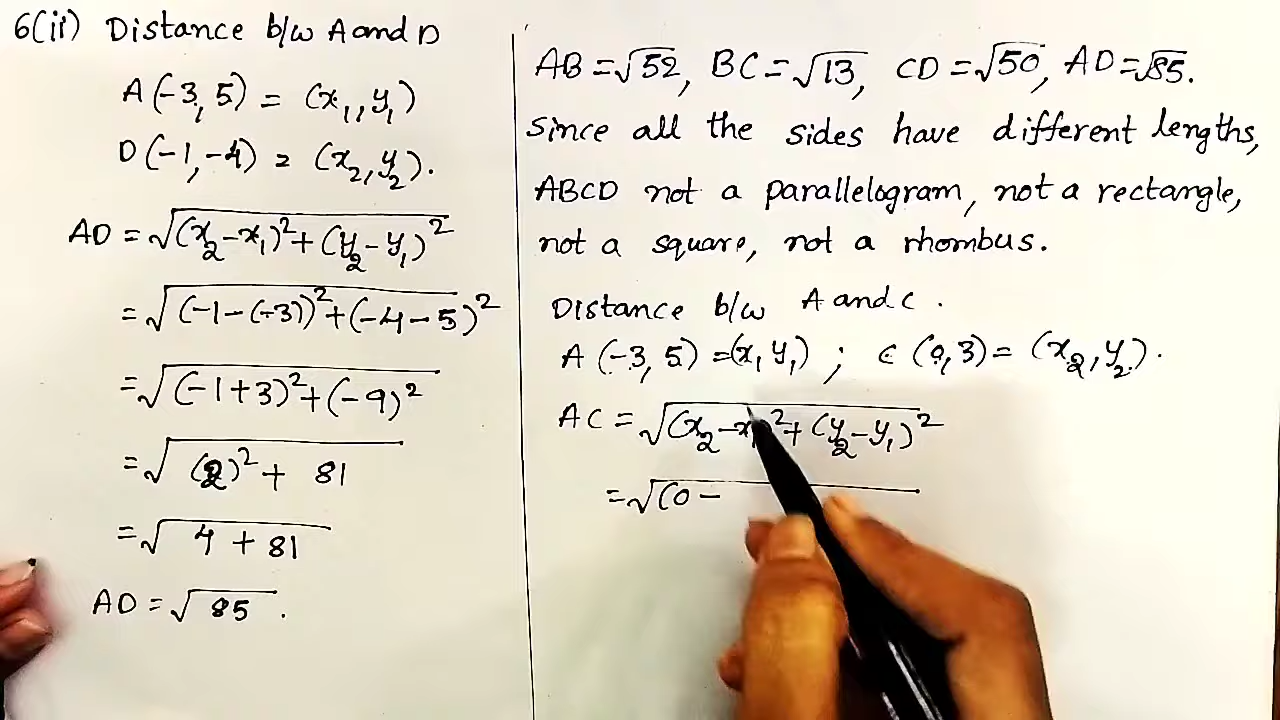 6(ii) Distance b/w A and D
A(-3, 5) = (x₁, y₁)
D(-1, -4) = (x₂, y₂).
AD = √(x₂-x₁)²+(y₂-y₁)²
= √(-1-(-3))²+(-4-5)²
= √(-1+3)²+(-9)²
= √(2)²+ 81
= √4 + 81
AD = √85.
AB = √52, BC = √13, CD = √50, AD = √85.
Since all the sides have different lengths,
ABCD not a parallelogram, not a rectangle,
not a square, not a rhombus.
Distance b/w A and C.
A (-3, 5) = (x₁ y₁) ; C (0, 3) = (x₂, y₂).
AC = √(x₂-x₁)²+(y₂-y₁)²
= √(0 -